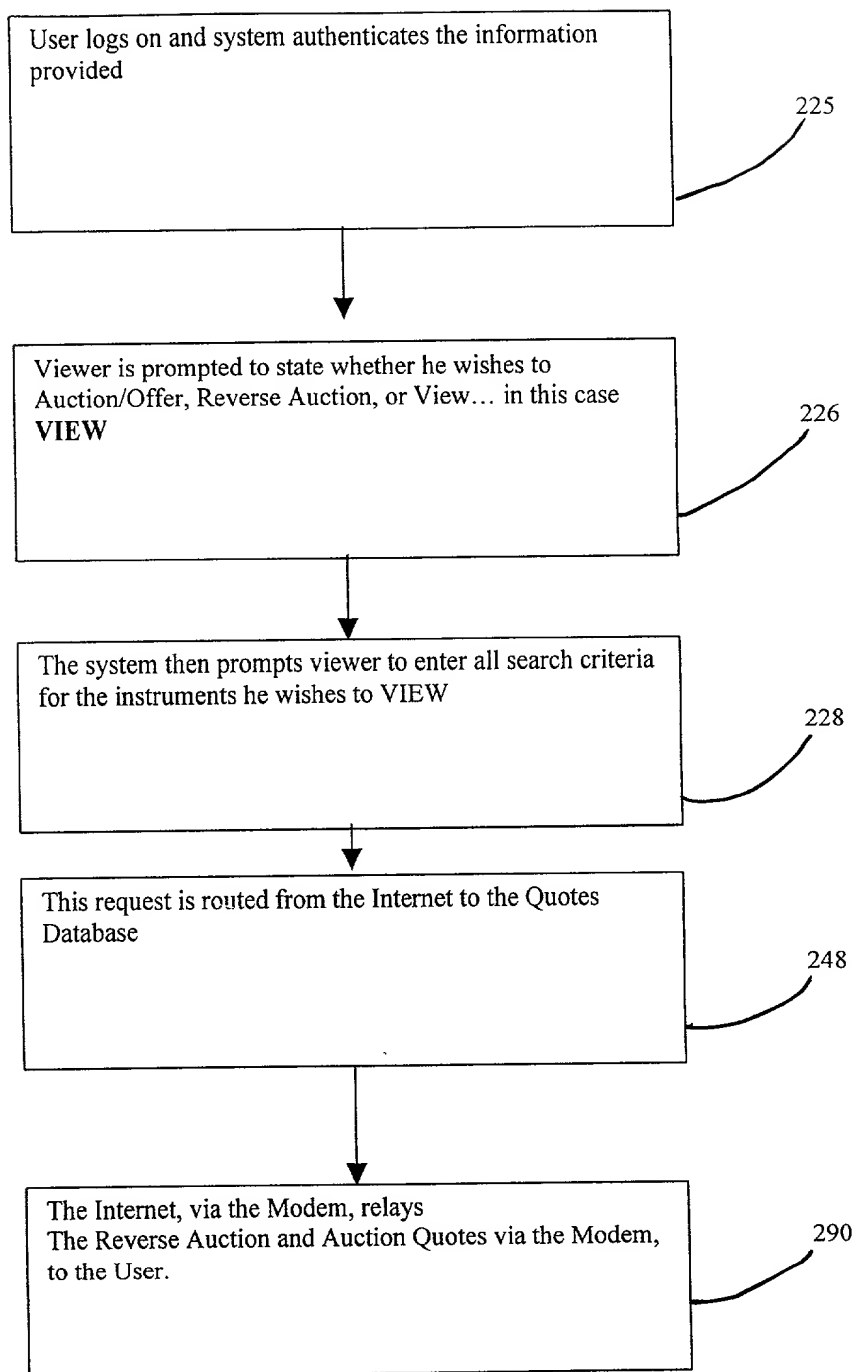 User logs on and system authenticates the information
provided
225
Viewer is prompted to state whether he wishes to
Auction/Offer, Reverse Auction, or View… in this case
VIEW
226
The system then prompts viewer to enter all search criteria
for the instruments he wishes to VIEW
228
This request is routed from the Internet to the Quotes
Database
248
The Internet, via the Modem, relays
The Reverse Auction and Auction Quotes via the Modem,
to the User.
290